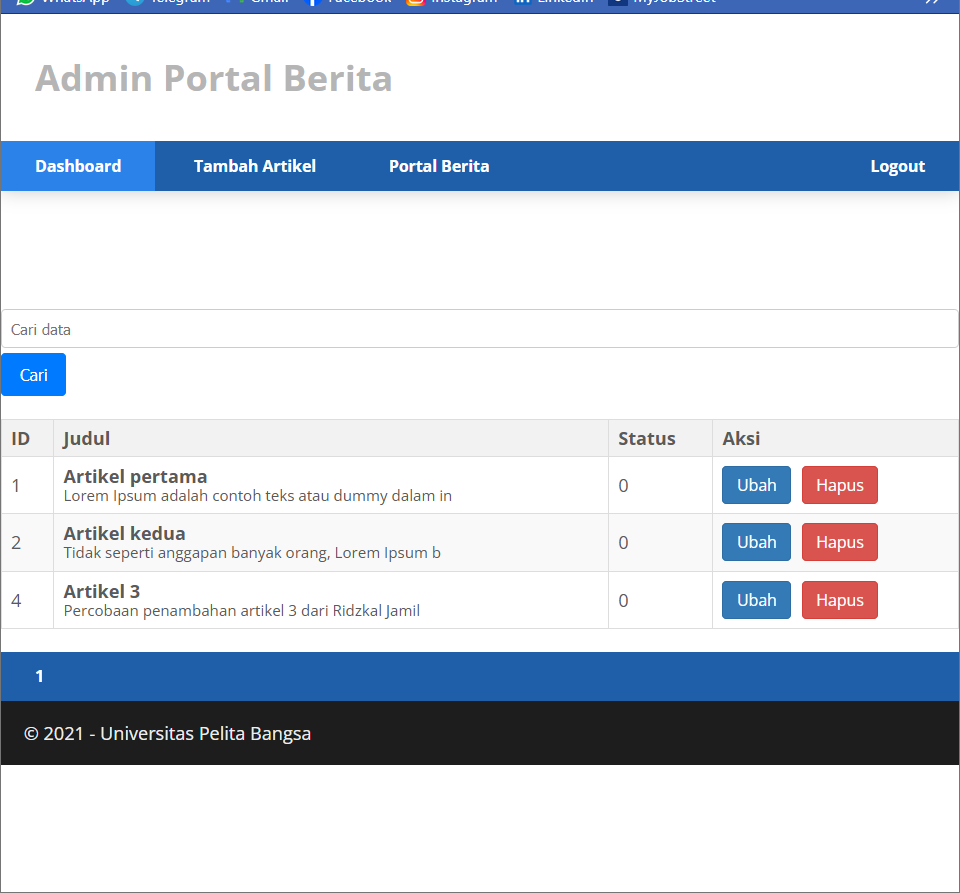 WhatsApp Telegram Gmail Facebook Instagram LinkedIn MyJobStreet
Admin Portal Berita
Dashboard Tambah Artikel Portal Berita Logout
Cari data
Cari
ID Judul Status Aksi
1 Artikel pertama 0 Ubah Hapus
Lorem Ipsum adalah contoh teks atau dummy dalam in
2 Artikel kedua 0 Ubah Hapus
Tidak seperti anggapan banyak orang, Lorem Ipsum b
4 Artikel 3 0 Ubah Hapus
Percobaan penambahan artikel 3 dari Ridzkal Jamil
1
© 2021 - Universitas Pelita Bangsa